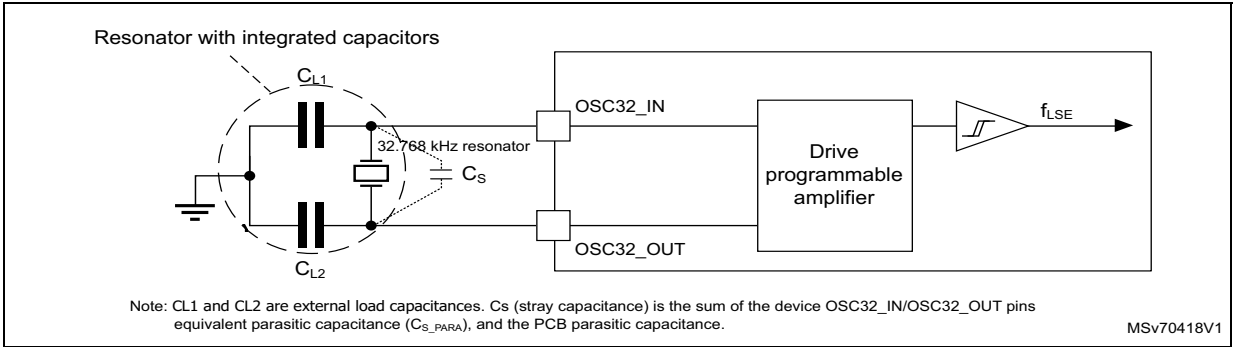 Resonator with integrated capacitors
CL1
OSC32_IN
fLSE
32.768 kHz resonator
CS
Drive
programmable
amplifier
OSC32_OUT
CL2
Note: CL1 and CL2 are external load capacitances. Cs (stray capacitance) is the sum of the device OSC32_IN/OSC32_OUT pins
equivalent parasitic capacitance (CS_PARA), and the PCB parasitic capacitance.
MSv70418V1